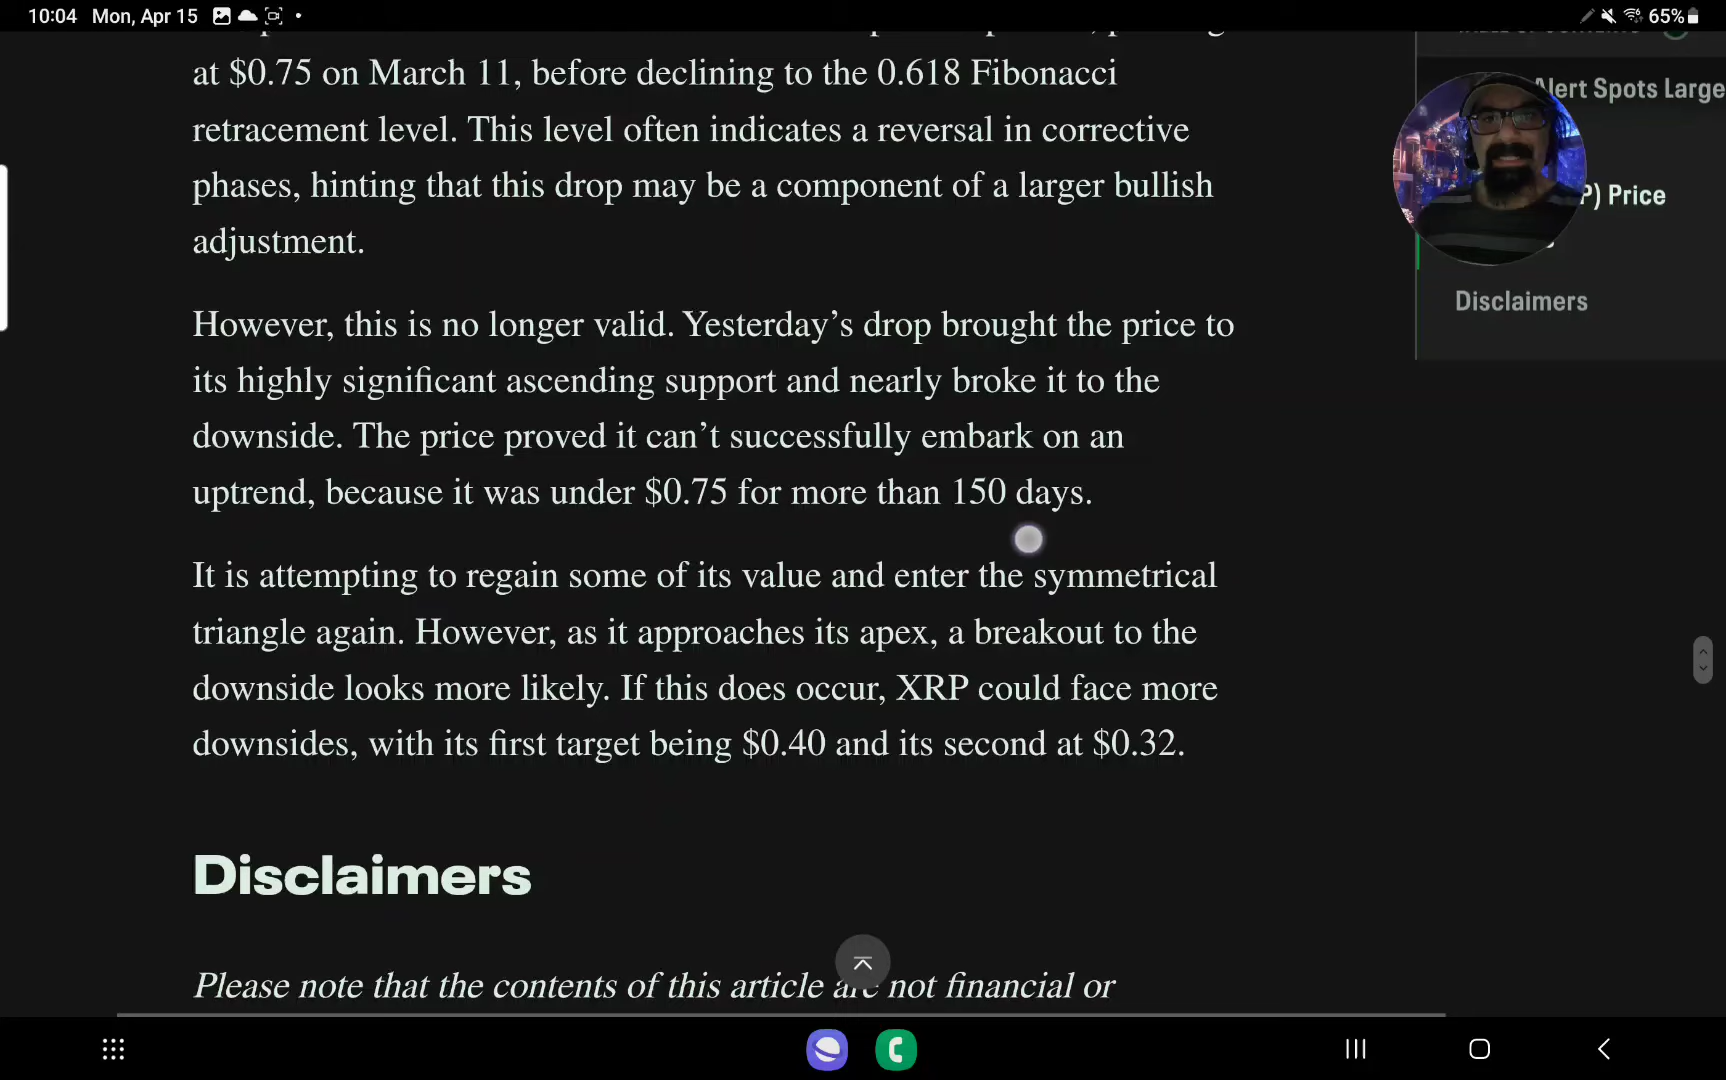 10:04 Mon, Apr 15
65%
at $0.75 on March 11, before declining to the 0.618 Fibonacci
retracement level. This level often indicates a reversal in corrective
phases, hinting that this drop may be a component of a larger bullish
adjustment.
However, this is no longer valid. Yesterday’s drop brought the price to
its highly significant ascending support and nearly broke it to the
downside. The price proved it can’t successfully embark on an
uptrend, because it was under $0.75 for more than 150 days.
It is attempting to regain some of its value and enter the symmetrical
triangle again. However, as it approaches its apex, a breakout to the
downside looks more likely. If this does occur, XRP could face more
downsides, with its first target being $0.40 and its second at $0.32.
Disclaimers
Please note that the contents of this article are not financial or
Alert Spots Large
P) Price
Disclaimers